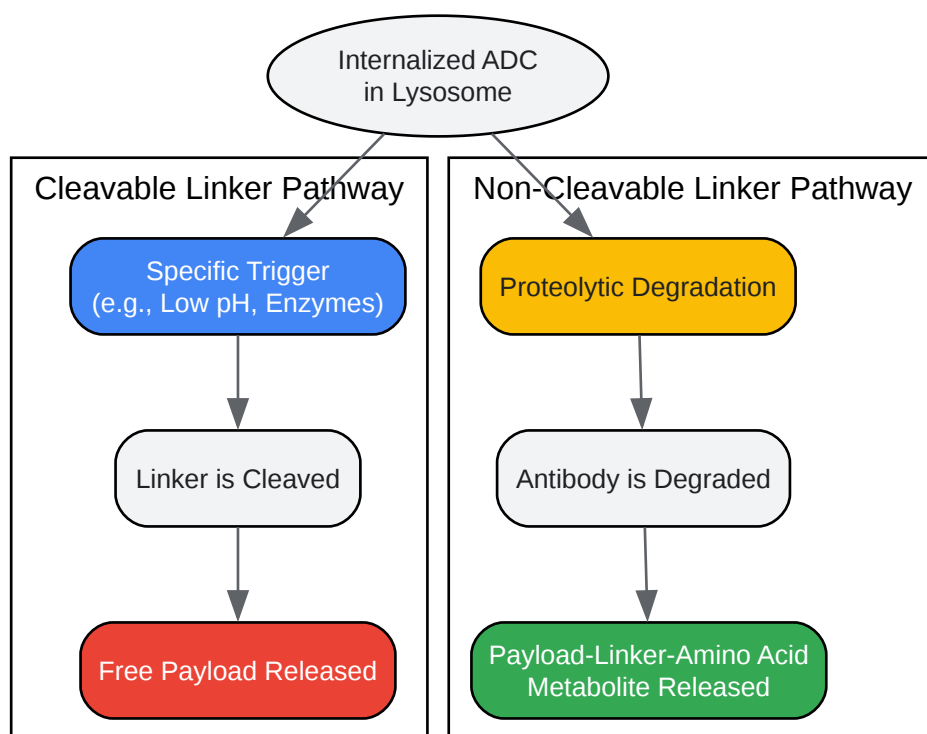 Internalized ADC
in Lysosome
Cleavable Linker Pathway
Specific Trigger
(e.g., Low pH, Enzymes)
Linker is Cleaved
Free Payload Released
Non-Cleavable Linker Pathway
Proteolytic Degradation
Antibody is Degraded
Payload-Linker-Amino Acid
Metabolite Released